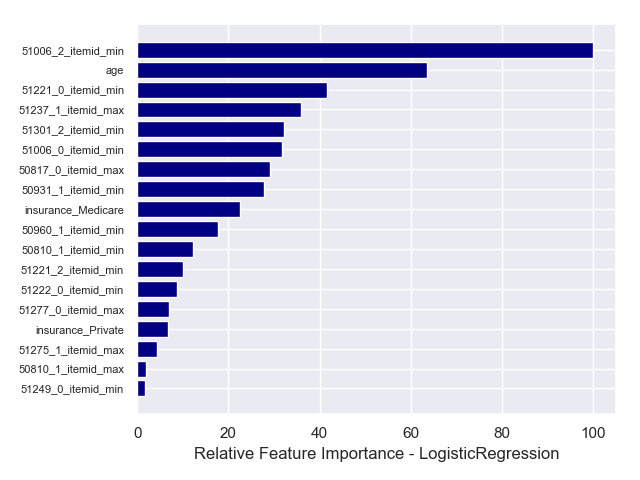 51006_2_itemid_min
age
51221_0_itemid_min
51237_1_itemid_max
51301_2_itemid_min
51006_0_itemid_min
50817_0_itemid_max
50931_1_itemid_min
insurance_Medicare
50960_1_itemid_min
50810_1_itemid_min
51221_2_itemid_min
51222_0_itemid_min
51277_0_itemid_max
insurance_Private
51275_1_itemid_max
50810_1_itemid_max
51249_0_itemid_min
0 20 40 60 80 100
Relative Feature Importance - LogisticRegression